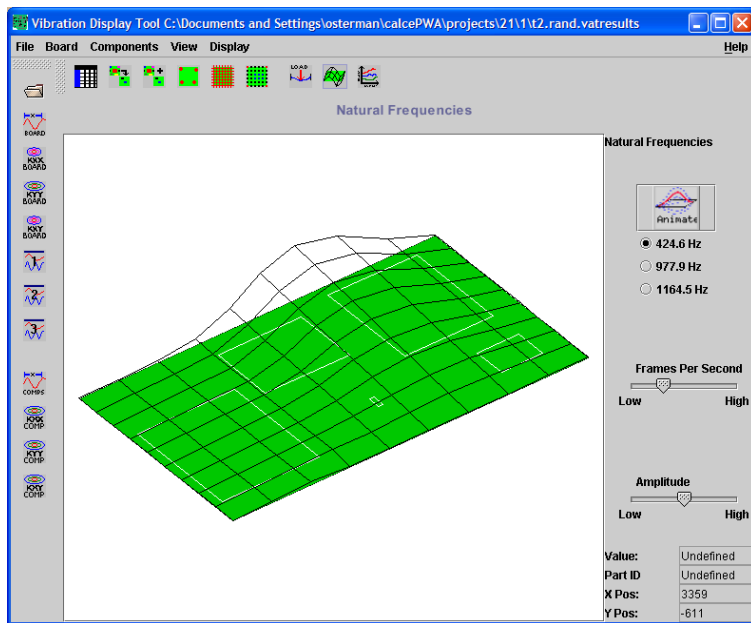 Vibration Display Tool C:\Documents and Settings\osterman\calcePWA\projects\21\1\t2.rand.vatresults
File Board Components View Display Help
LOAD
Natural Frequencies
BOARD
KXX
BOARD
KYY
BOARD
KXY
BOARD
1
2
3
COMPS
KXX
COMP
KYY
COMP
KXY
COMP
Natural Frequencies
Animate
424.6 Hz
977.9 Hz
1164.5 Hz
Frames Per Second
Low High
Amplitude
Low High
Value: Undefined
Part ID Undefined
X Pos: 3359
Y Pos: -611